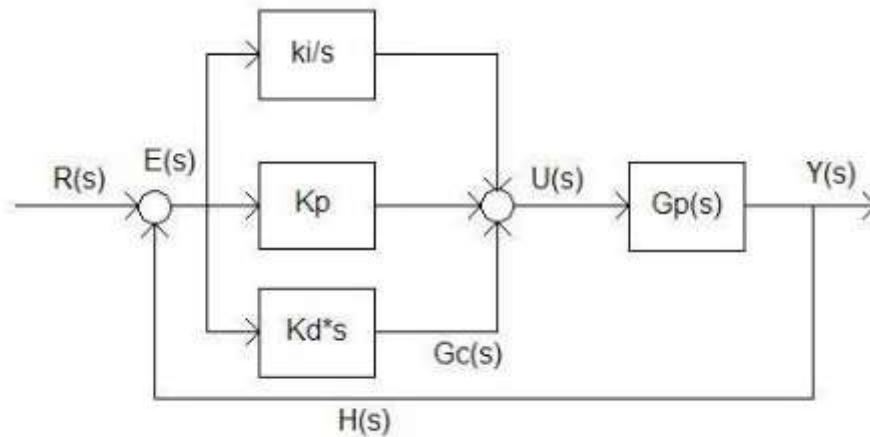 ki/s
R(s)
E(s)
Kp
U(s)
Gp(s)
Y(s)
Kd*s
Gc(s)
H(s)